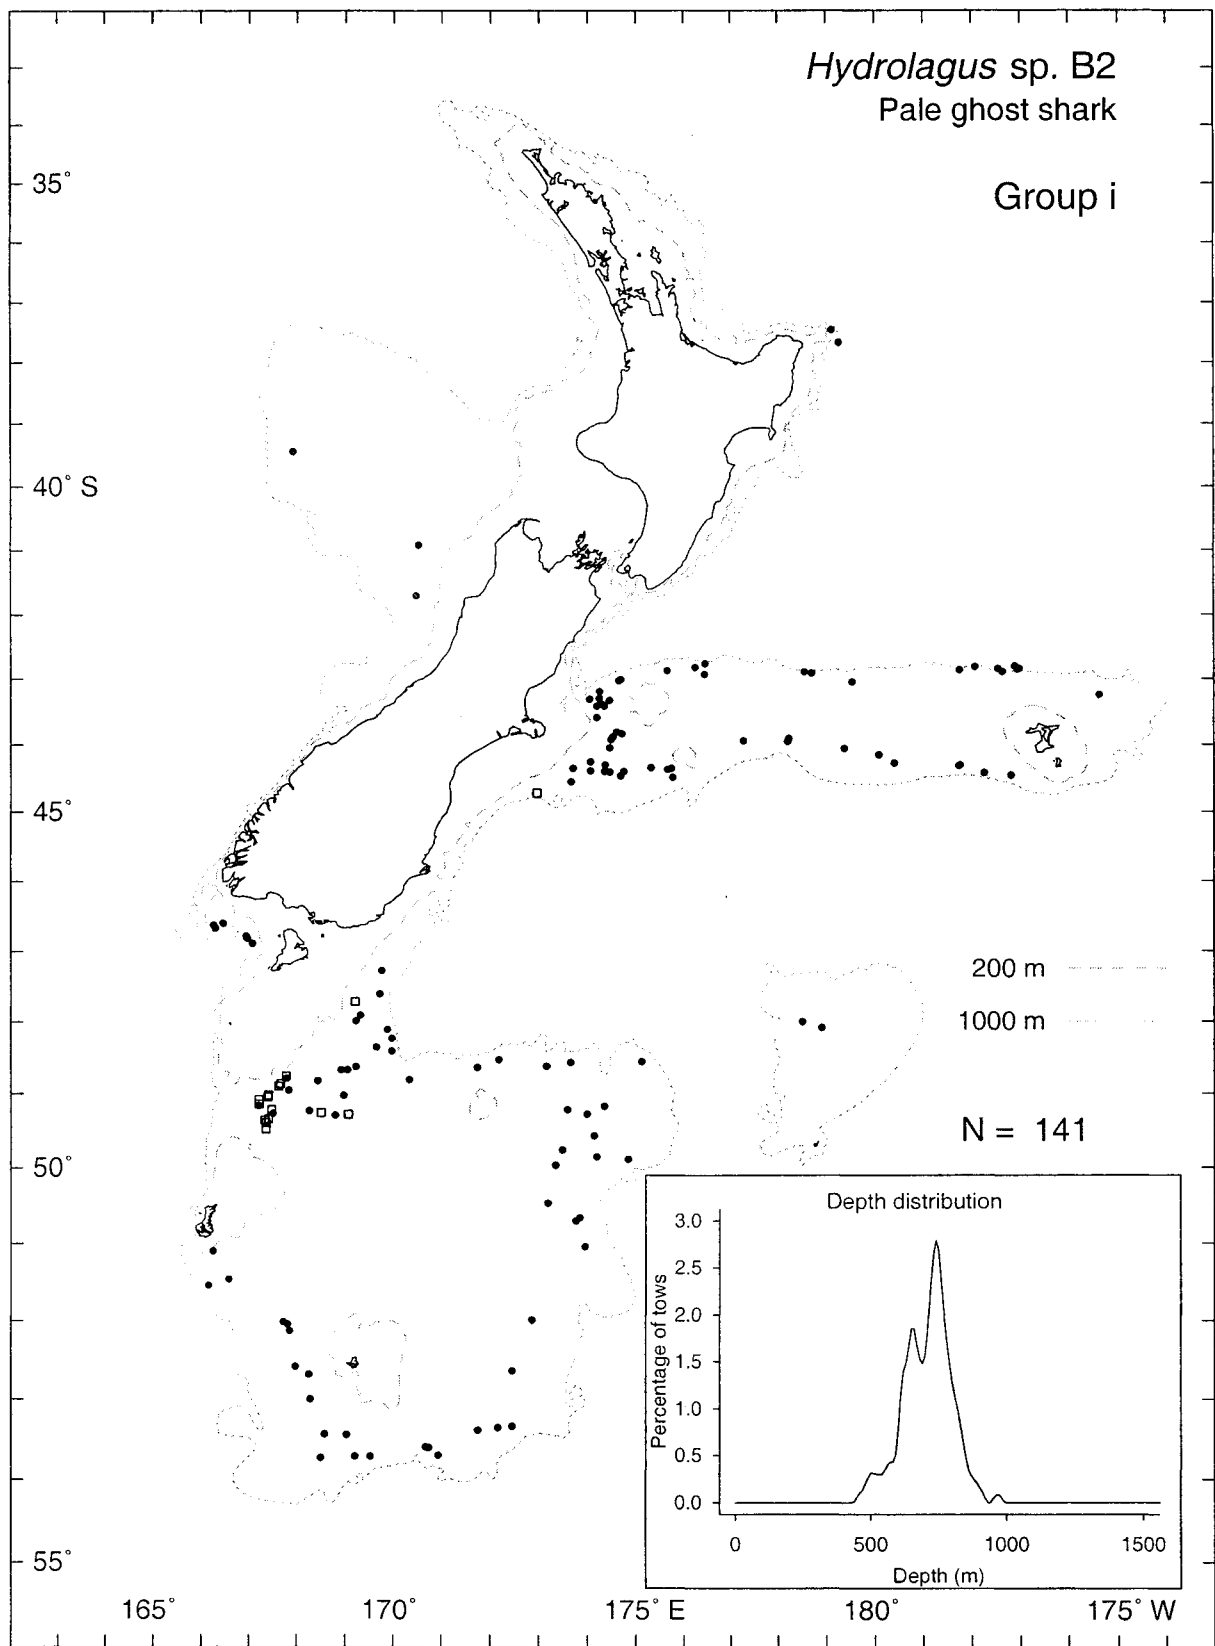 Hydrolagus sp. B2
Pale ghost shark
Group i
35°
40° S
45°
200 m
1000 m
N = 141
50°
Depth distribution
3.0
2.5
2.0
1.5
1.0
0.5
0.0
Percentage of tows
0 500 1000 1500
Depth (m)
55°
165° 170° 175° E 180° 175° W